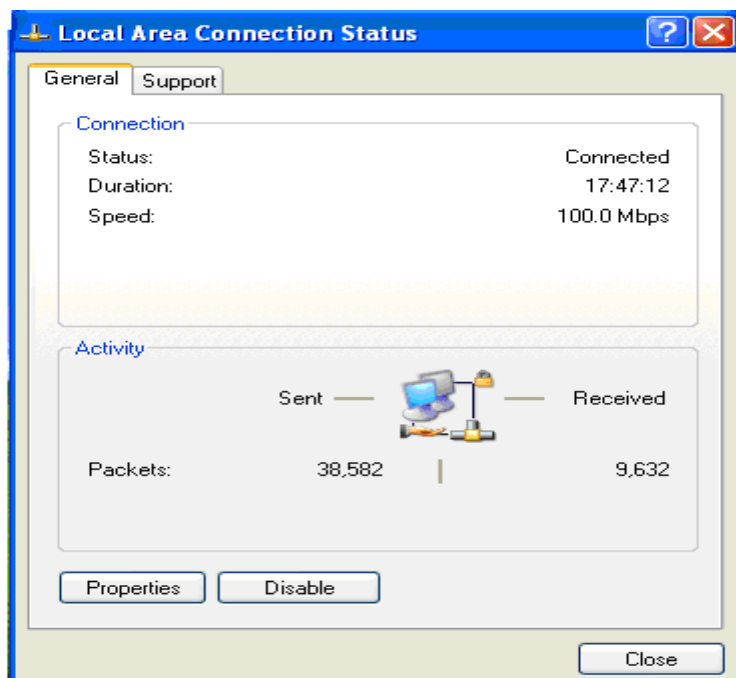 Local Area Connection Status
General Support
Connection
Status: Connected
Duration: 17:47:12
Speed: 100.0 Mbps
Activity
Sent Received
Packets: 38,582 9,632
Properties Disable
Close